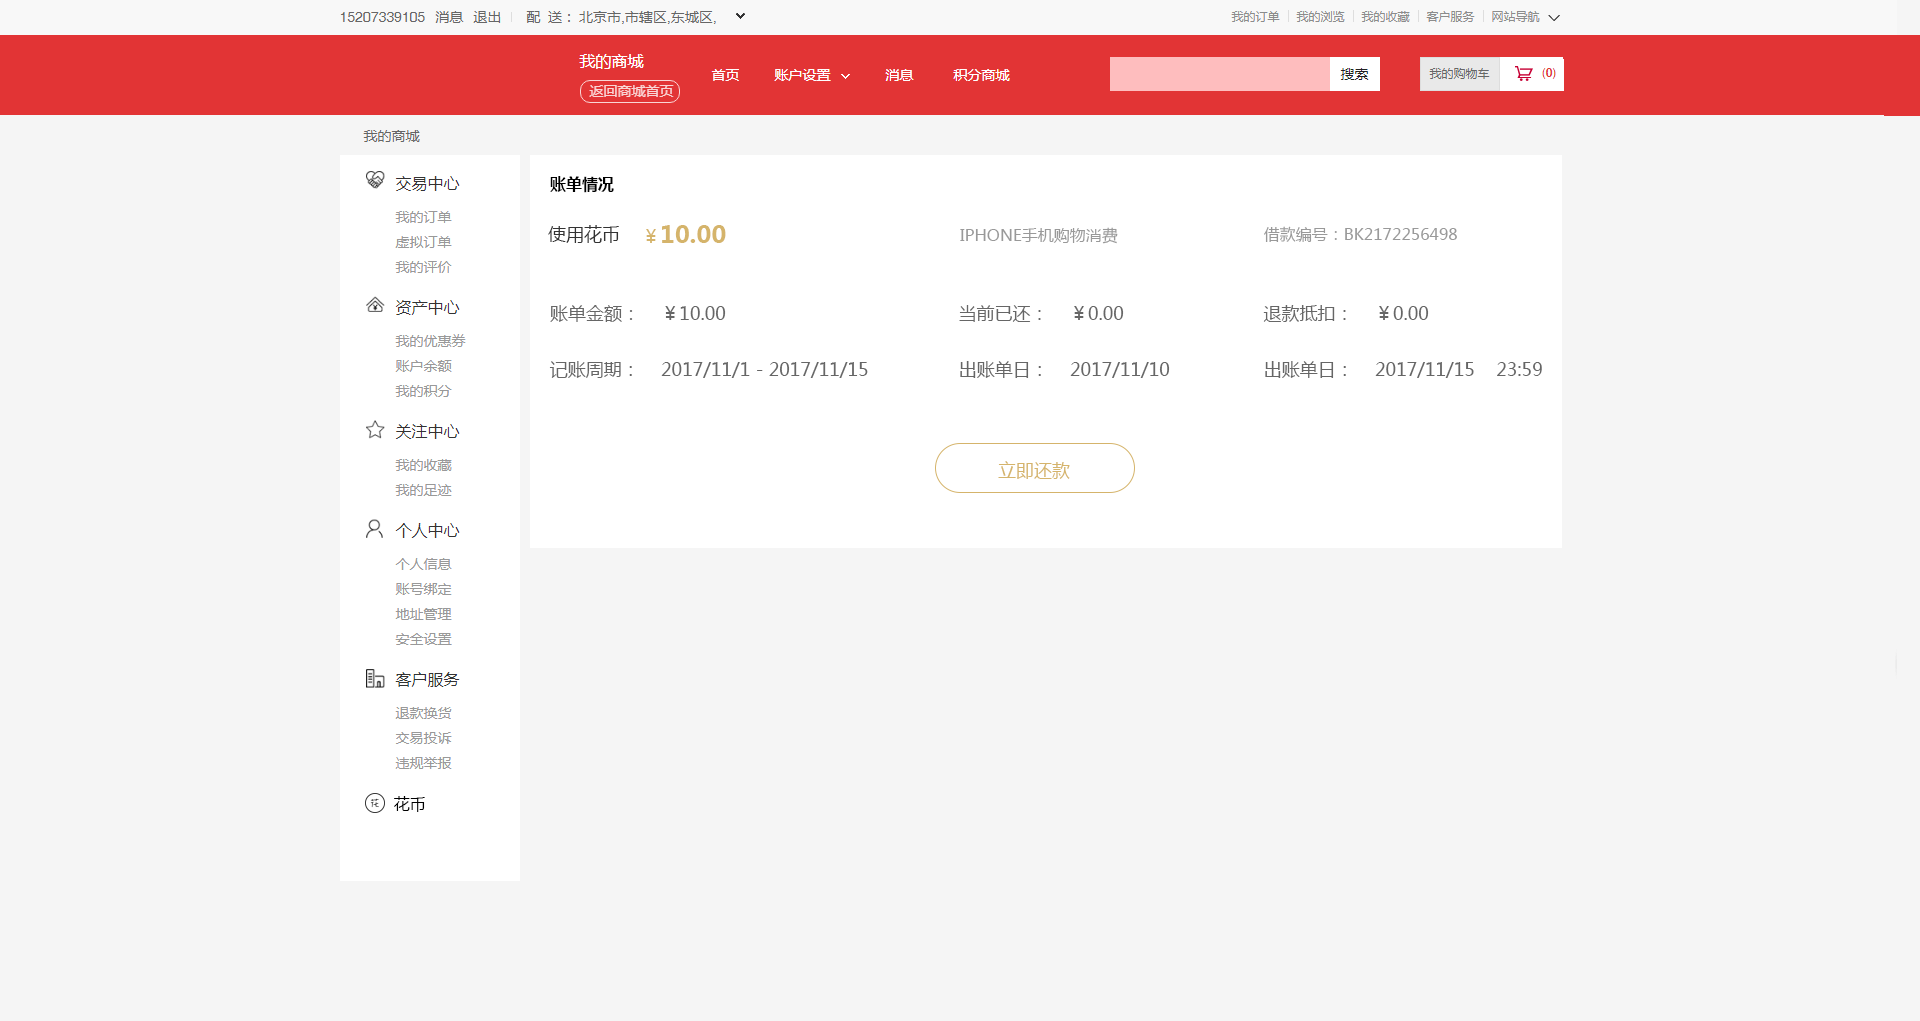 15207339105 消息 退出 配 送： 北京市,市辖区,东城区,
我的订单 我的浏览 我的收藏 客户服务 网站导航
我的商城
返回商城首页
首页 账户设置 消息 积分商城
搜索
我的购物车 (0)
我的商城
交易中心
我的订单
虚拟订单
我的评价
资产中心
我的优惠券
账户余额
我的积分
关注中心
我的收藏
我的足迹
个人中心
个人信息
账号绑定
地址管理
安全设置
客户服务
退款换货
交易投诉
违规举报
花 花币
账单情况
使用花币 ¥10.00 IPHONE手机购物消费 借款编号：BK2172256498
账单金额： ¥10.00 当前已还： ¥0.00 退款抵扣： ¥0.00
记账周期： 2017/11/1 - 2017/11/15 出账单日： 2017/11/10 出账单日： 2017/11/15 23:59
立即还款